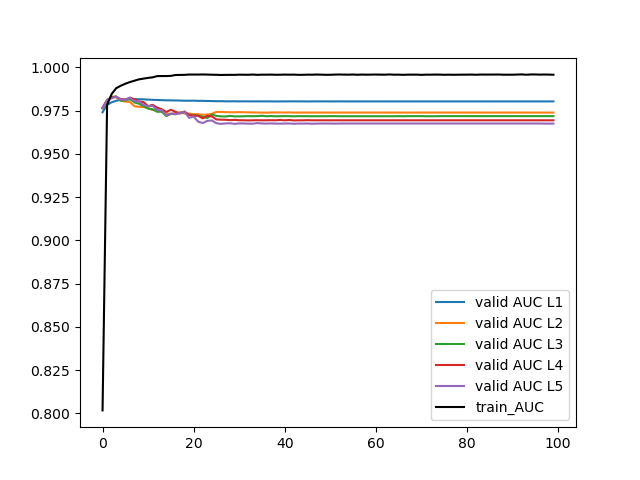 1.000
0.975
0.950
0.925
0.900
0.875
0.850
0.825
0.800
0
20
40
60
80
100
valid AUC L1
valid AUC L2
valid AUC L3
valid AUC L4
valid AUC L5
train_AUC